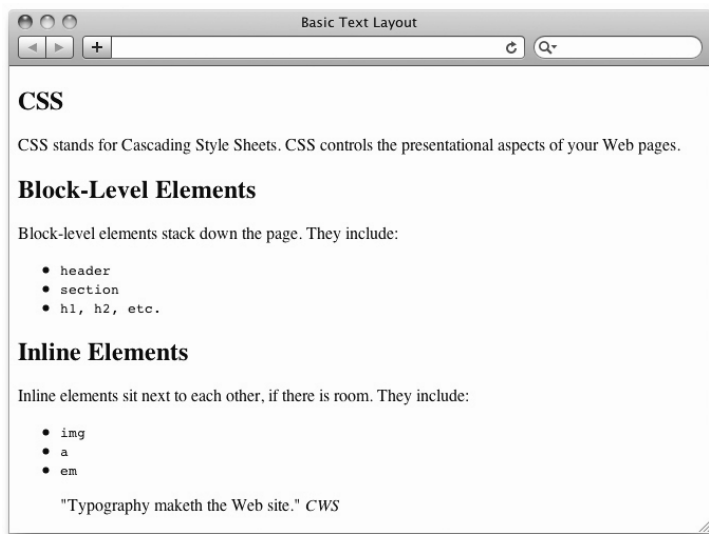 Basic Text Layout
CSS
CSS stands for Cascading Style Sheets. CSS controls the presentational aspects of your Web pages.
Block-Level Elements
Block-level elements stack down the page. They include:
header
section
h1, h2, etc.
Inline Elements
Inline elements sit next to each other, if there is room. They include:
img
a
em
"Typography maketh the Web site." CWS